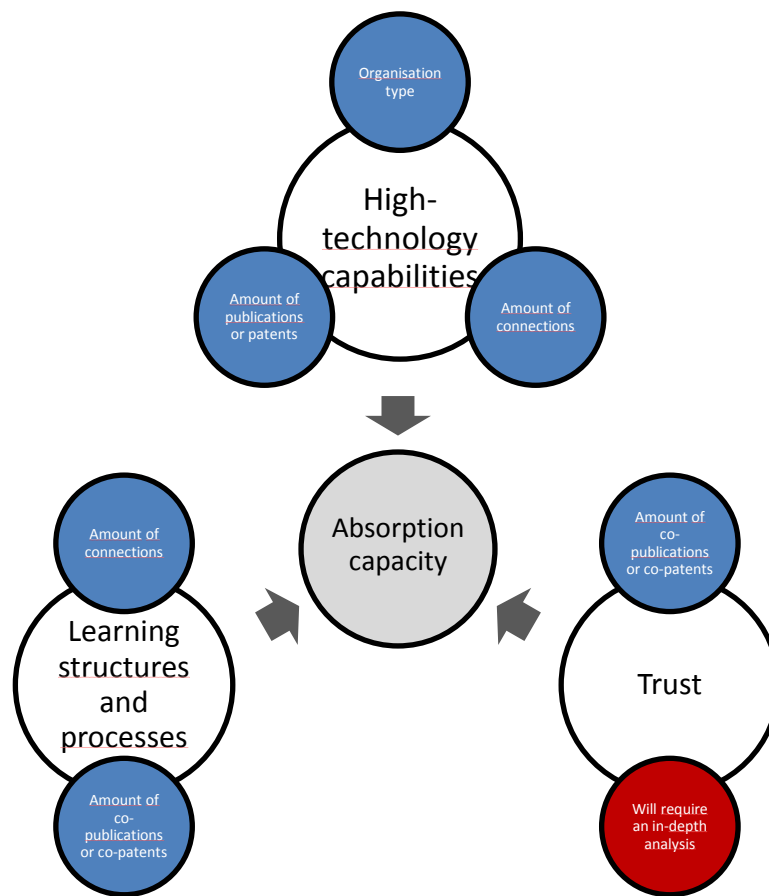 Organisation
type
High-
technology
capabilities
Amount of
publications
or patents
Amount of
connections
Absorption
capacity
Amount of
connections
Learning
structures
and
processes
Amount of
co-
publications
or co-patents
Amount of
co-
publications
or co-patents
Trust
Will require
an in-depth
analysis